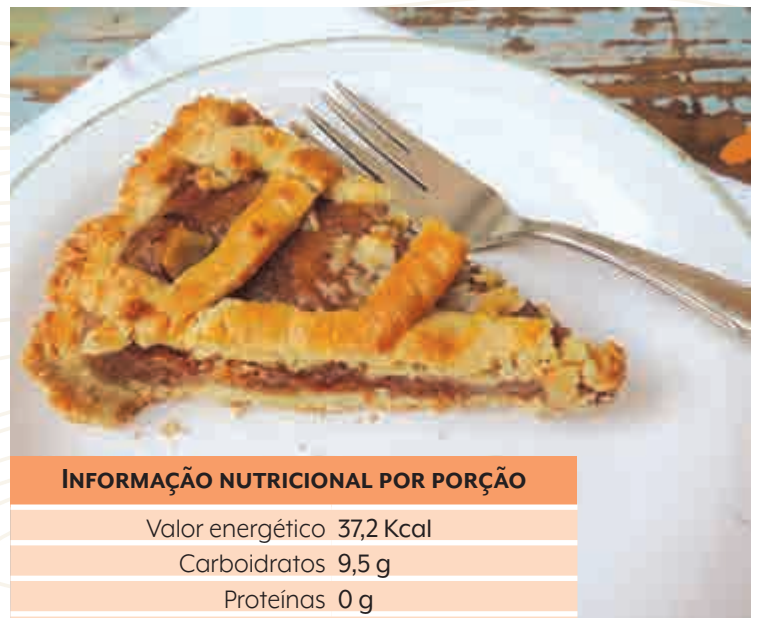 INFORMAÇÃO NUTRICIONAL POR PORÇÃO
Valor energético 37,2 Kcal
Carboidratos 9,5 g
Proteínas 0 g